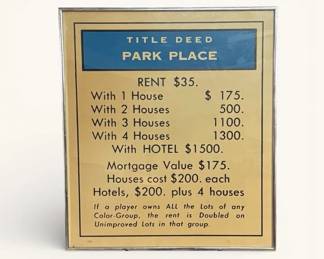 TITLE DEED
PARK PLACE
RENT $35.
With 1 House $ 175.
With 2 Houses 500.
With 3 Houses 1100.
With 4 Houses 1300.
With HOTEL $1500.
Mortgage Value $175.
Houses cost $200. each
Hotels, $200. plus 4 houses
If a player owns ALL the Lots of any
Color-Group, the rent is Doubled on
Unimproved Lots in that group.